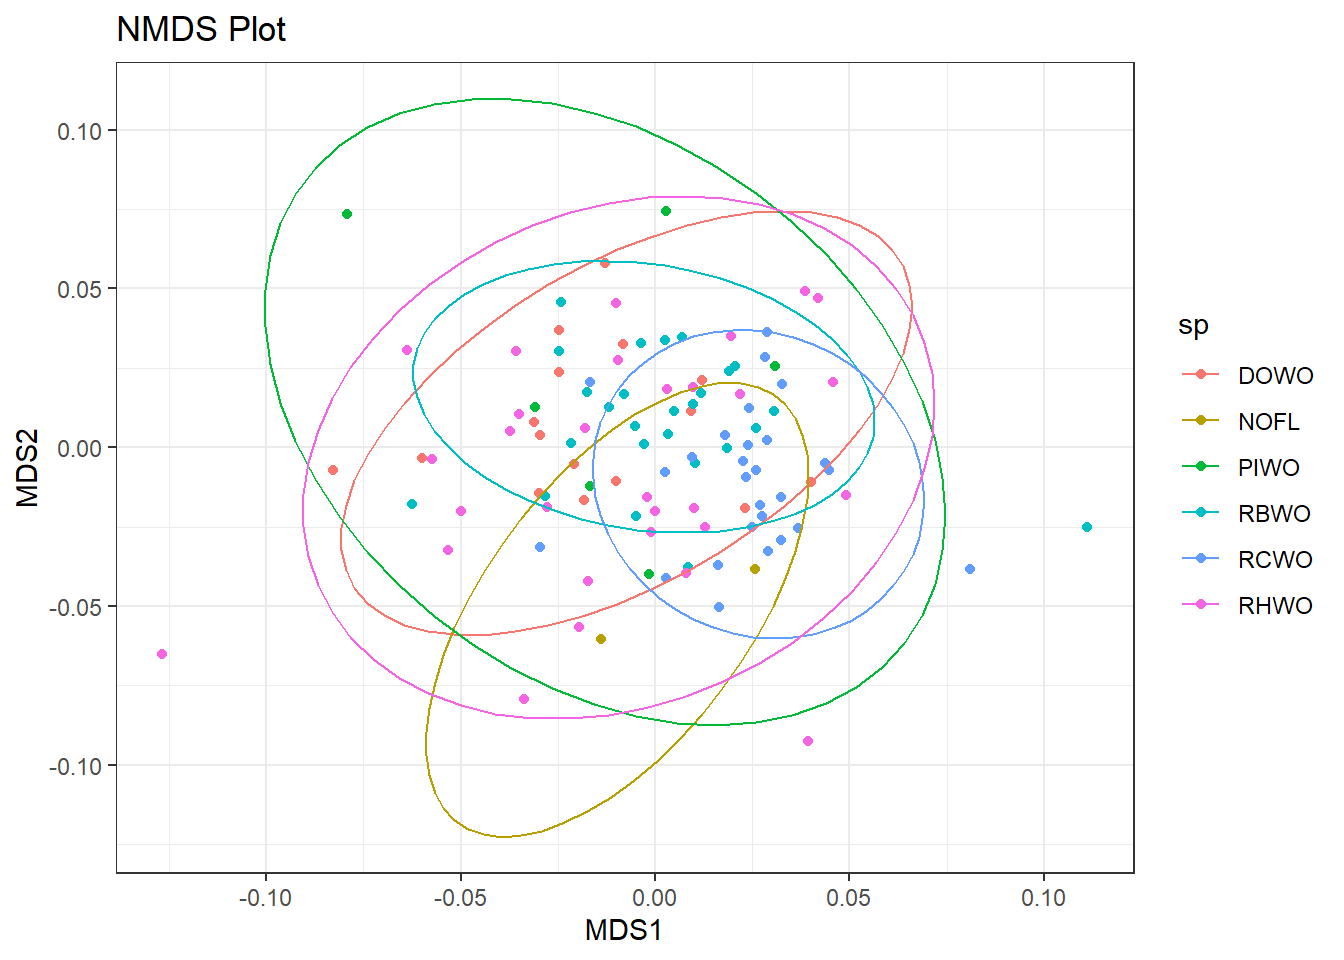 NMDS Plot
MDS2
0.10
0.05
0.00
-0.05
-0.10
-0.10
-0.05
0.00
0.05
0.10
MDS1
sp
DOWO
NOFL
PIWO
RBWO
RCWO
RHWO